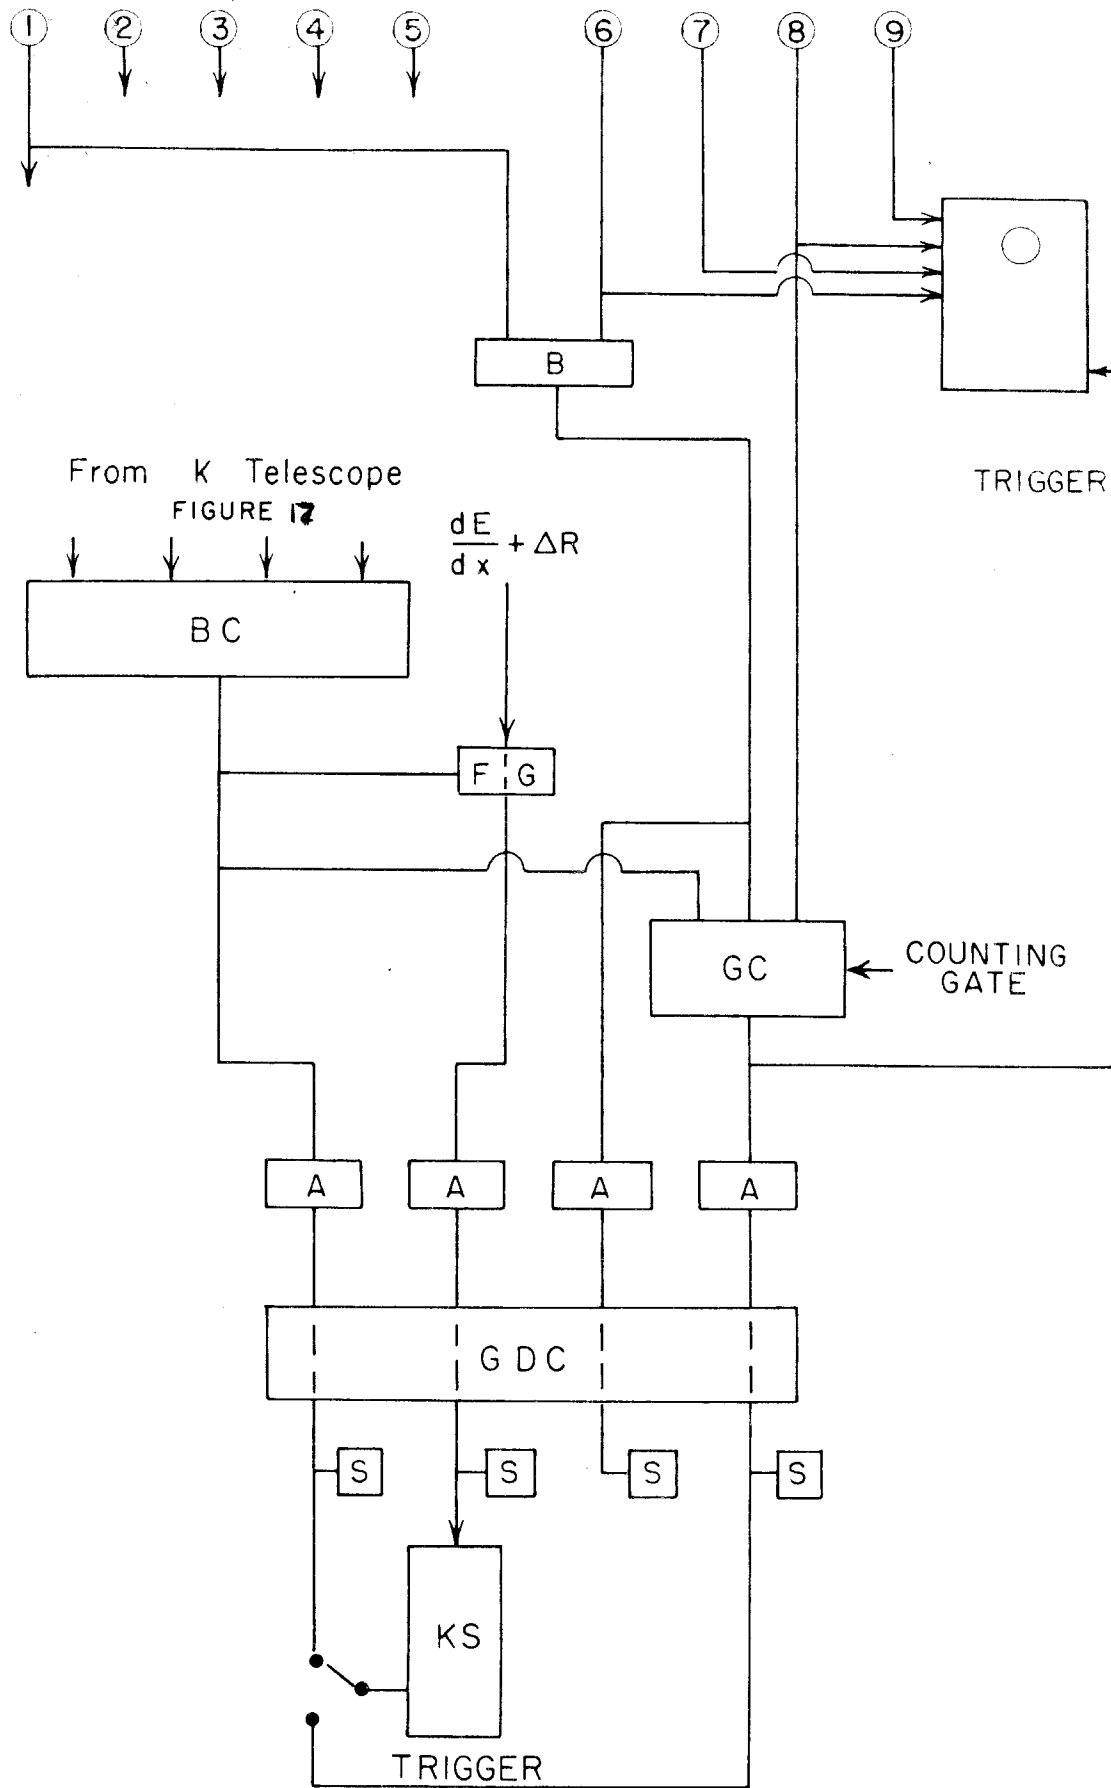 1 2 3 4 5 6 7 8 9
B
From K Telescope
FIGURE 17
TRIGGER
dE/dx + ΔR
BC
F G
GC
COUNTING
GATE
A A A A
GDC
S S S S
KS
TRIGGER